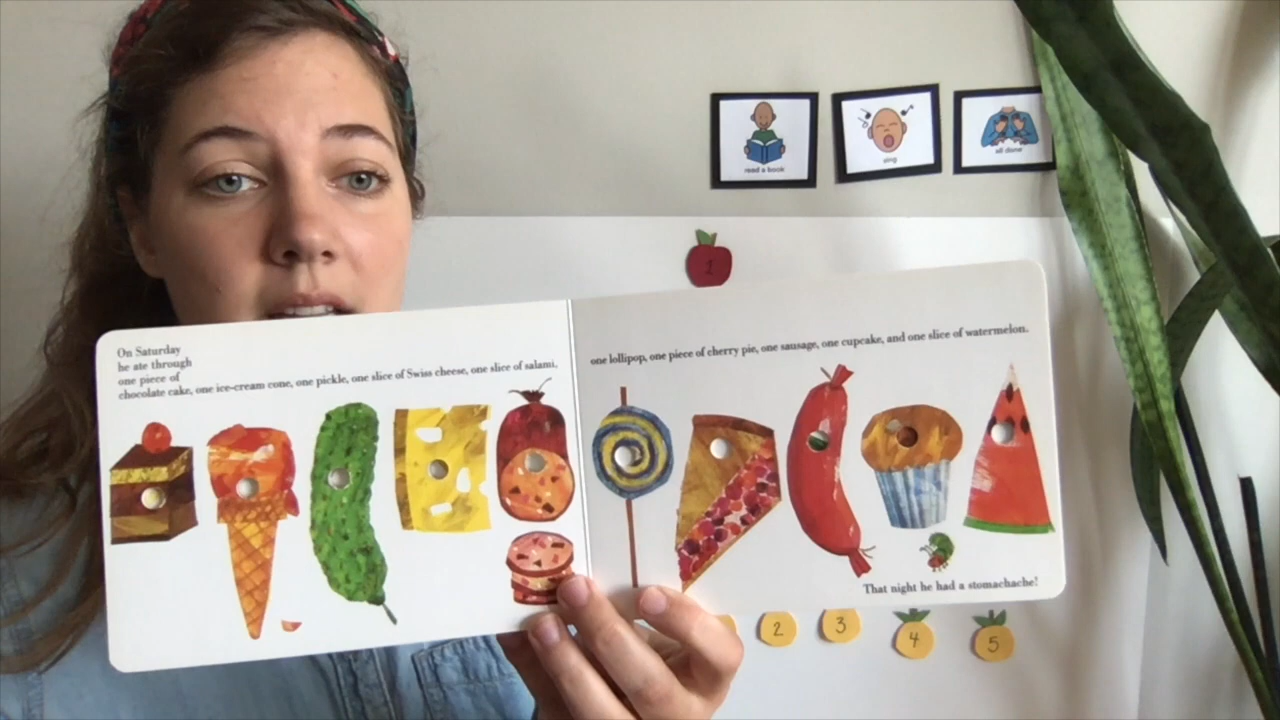 read a book
sing
all done
1
On Saturday
he ate through
one piece of
chocolate cake, one ice-cream cone, one pickle, one slice of Swiss cheese, one slice of salami,
one lollipop, one piece of cherry pie, one sausage, one cupcake, and one slice of watermelon.
That night he had a stomachache!
2
3
4
5